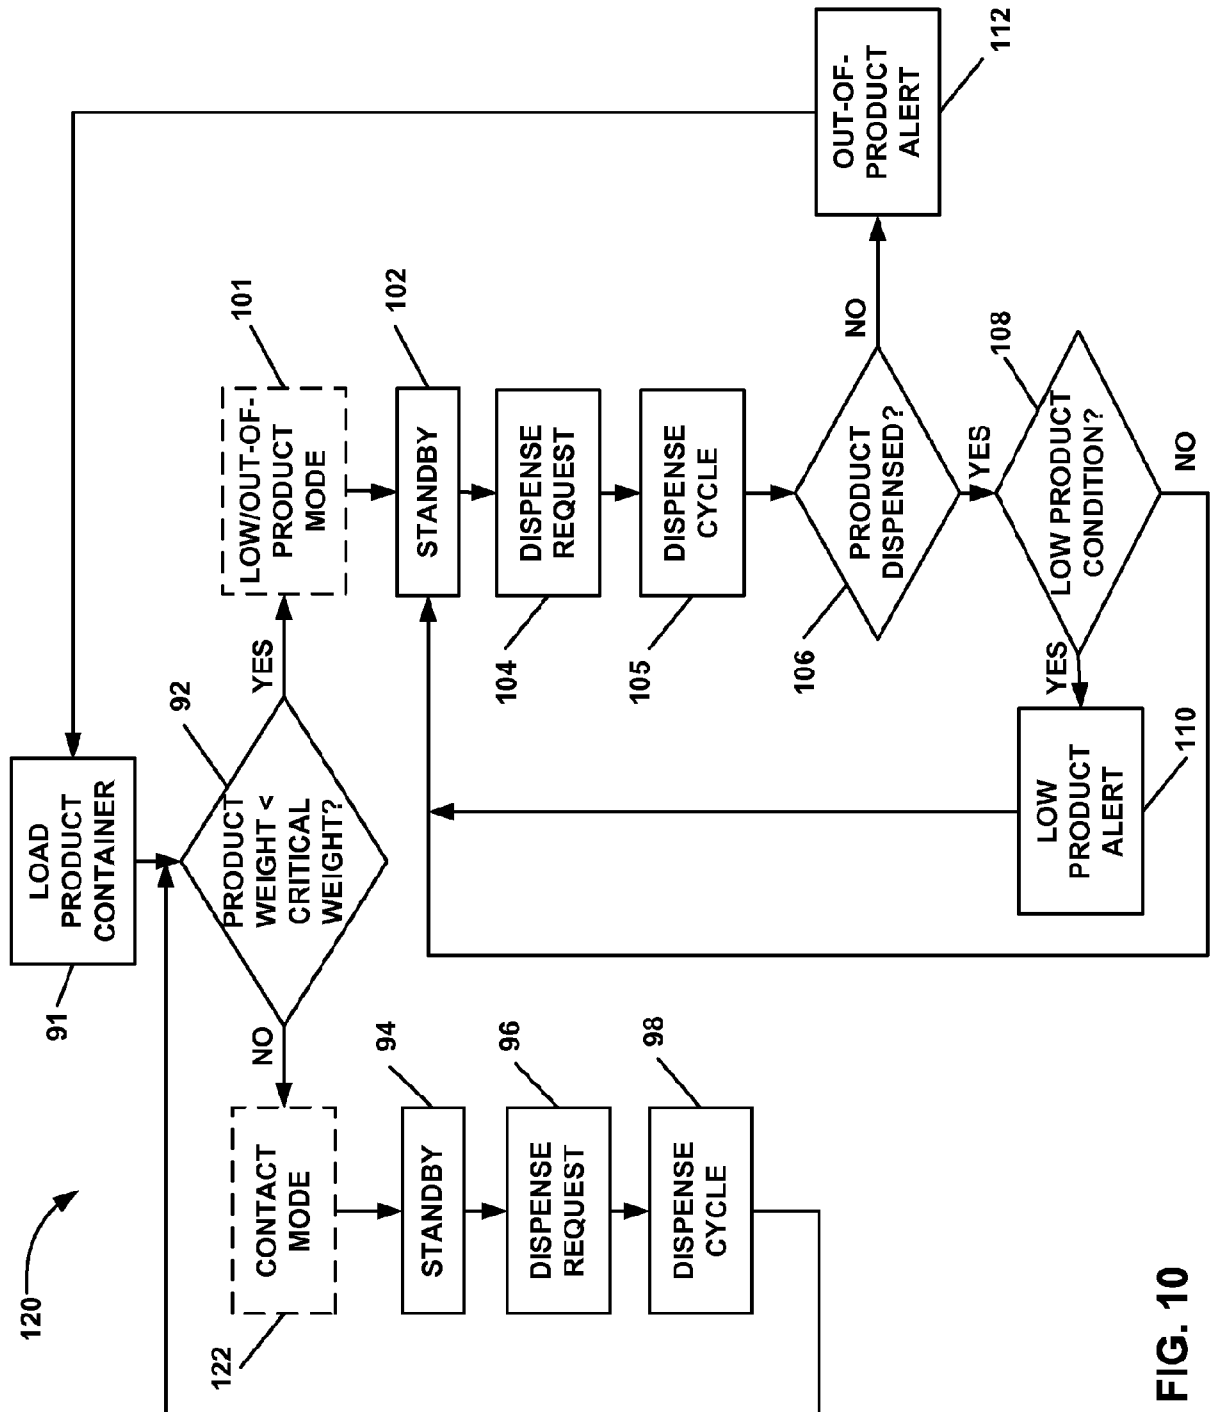 120
91
LOAD
PRODUCT
CONTAINER
92
PRODUCT
WEIGHT <
CRITICAL
WEIGHT?
NO
YES
122
CONTACT
MODE
94
STANDBY
96
DISPENSE
REQUEST
98
DISPENSE
CYCLE
101
LOW/OUT-OF-
PRODUCT
MODE
102
STANDBY
104
DISPENSE
REQUEST
105
DISPENSE
CYCLE
106
PRODUCT
DISPENSED?
NO
YES
112
OUT-OF-
PRODUCT
ALERT
108
LOW PRODUCT
CONDITION?
YES
NO
110
LOW
PRODUCT
ALERT
FIG. 10